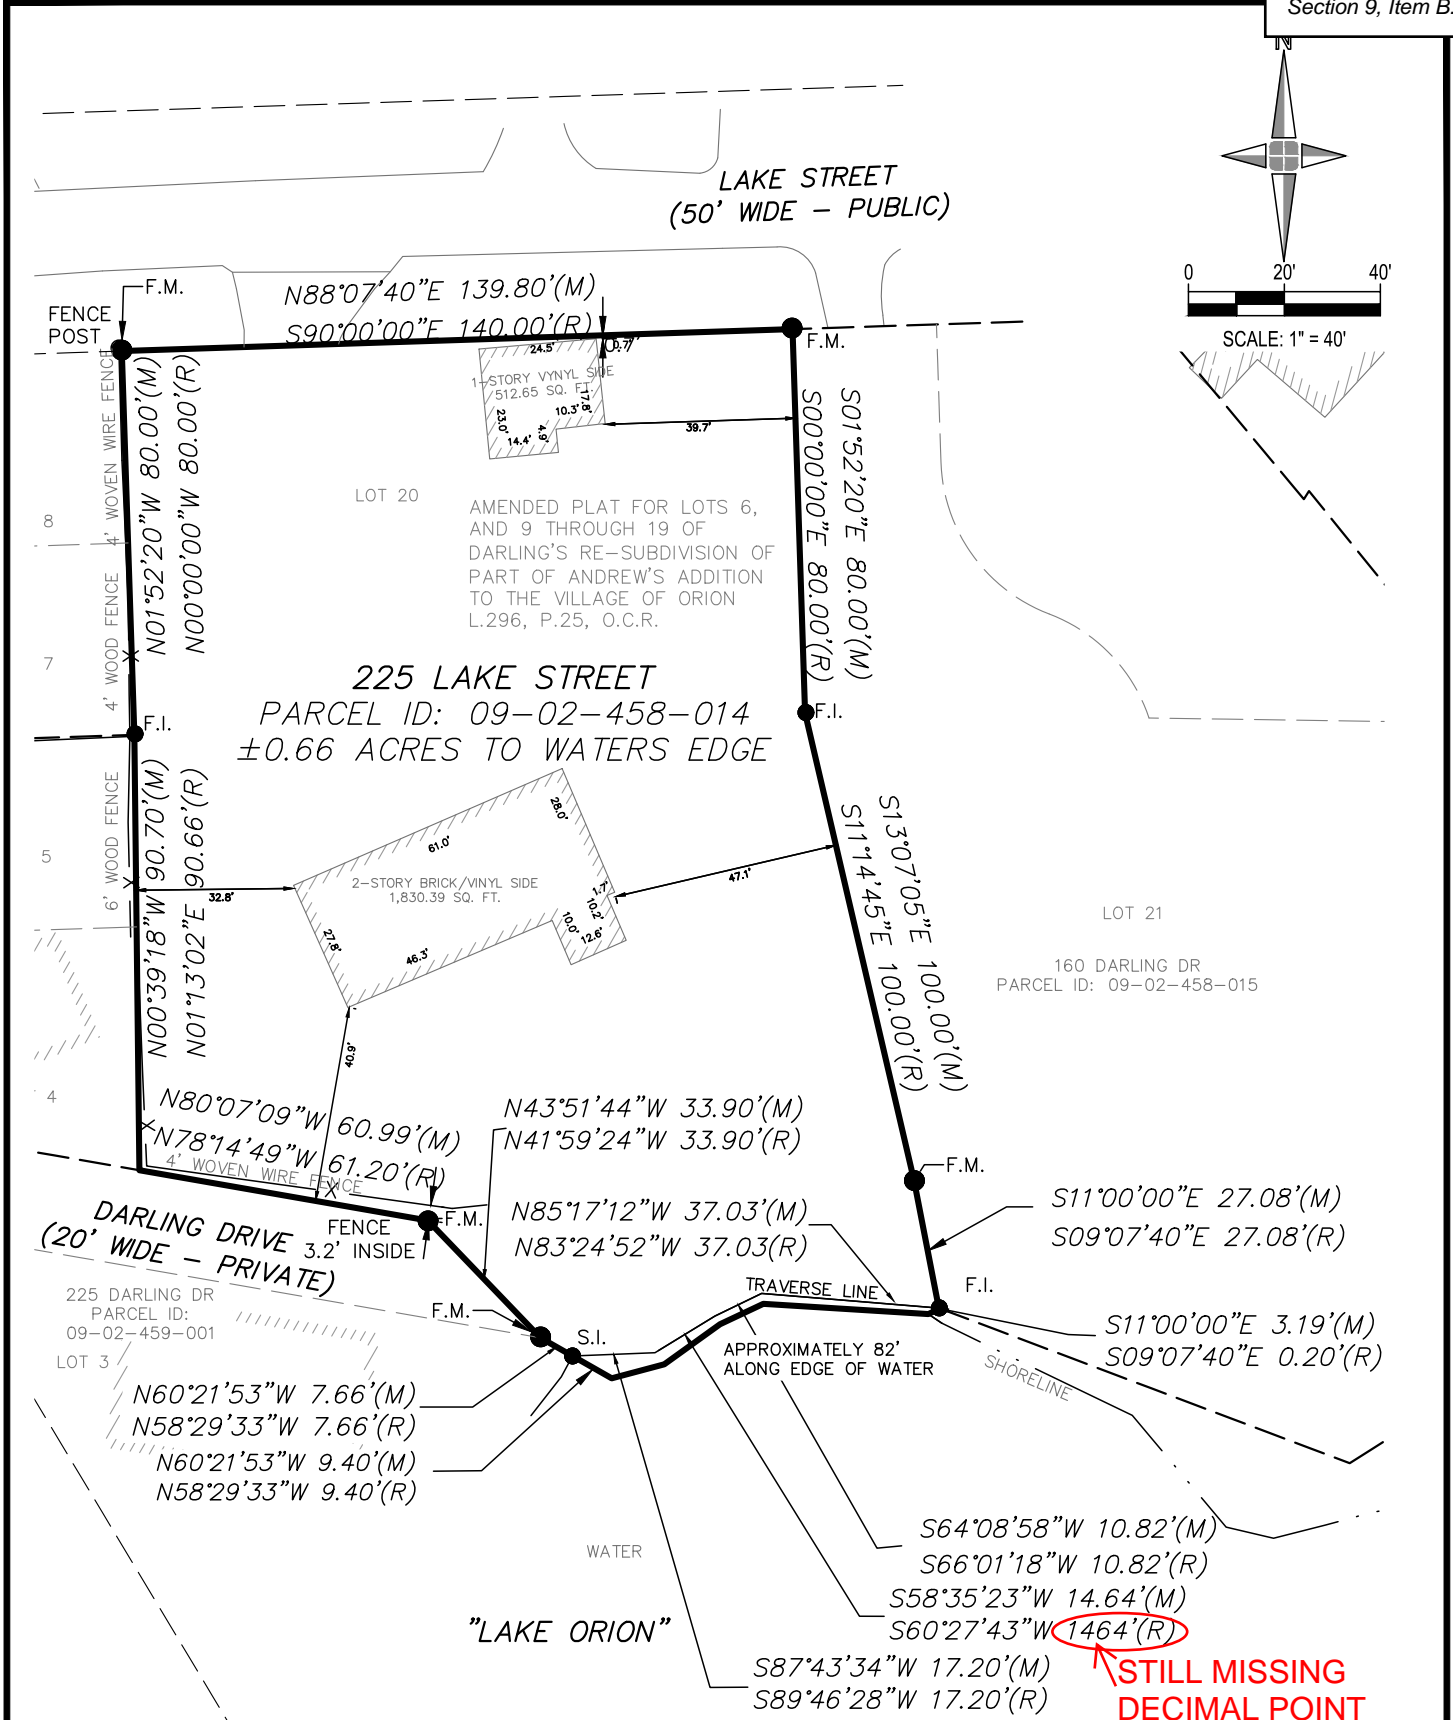 Section 9, Item B.
N
0 20' 40'
SCALE: 1" = 40'
LAKE STREET
(50' WIDE - PUBLIC)
F.M.
FENCE
POST
N88°07'40"E 139.80'(M)
S90°00'00"E 140.00'(R)
F.M.
24.5'
0.7'
1-STORY VYNYL SIDE
512.65 SQ. FT.
17.8'
10.3'
23.0'
14.4'
4.9'
39.7'
4' WOVEN WIRE FENCE
N01°52'20"W 80.00'(M)
N00°00'00"W 80.00'(R)
S01°52'20"E 80.00'(M)
S00°00'00"E 80.00'(R)
LOT 20
AMENDED PLAT FOR LOTS 6,
AND 9 THROUGH 19 OF
DARLING'S RE-SUBDIVISION OF
PART OF ANDREW'S ADDITION
TO THE VILLAGE OF ORION
L.296, P.25, O.C.R.
8
7
4' WOOD FENCE
225 LAKE STREET
PARCEL ID: 09-02-458-014
±0.66 ACRES TO WATERS EDGE
F.I.
F.I.
6' WOOD FENCE
N00°39'18"W 90.70'(M)
N01°13'02"E 90.66'(R)
5
28.0'
61.0'
2-STORY BRICK/VINYL SIDE
1,830.39 SQ. FT.
32.8'
47.1'
1.7'
10.2'
10.0'
12.6'
27.8'
46.3'
S13°07'05"E 100.00'(M)
S11°14'45"E 100.00'(R)
LOT 21
160 DARLING DR
PARCEL ID: 09-02-458-015
40.9'
4
N80°07'09"W 60.99'(M)
N78°14'49"W 61.20'(R)
4' WOVEN WIRE FENCE
N43°51'44"W 33.90'(M)
N41°59'24"W 33.90'(R)
F.M.
S11°00'00"E 27.08'(M)
S09°07'40"E 27.08'(R)
DARLING DRIVE
(20' WIDE - PRIVATE)
FENCE
3.2' INSIDE
F.M.
N85°17'12"W 37.03'(M)
N83°24'52"W 37.03(R)
TRAVERSE LINE
F.I.
225 DARLING DR
PARCEL ID:
09-02-459-001
LOT 3
F.M.
S.I.
APPROXIMATELY 82'
ALONG EDGE OF WATER
S11°00'00"E 3.19'(M)
S09°07'40"E 0.20'(R)
SHORELINE
N60°21'53"W 7.66'(M)
N58°29'33"W 7.66'(R)
N60°21'53"W 9.40'(M)
N58°29'33"W 9.40'(R)
WATER
"LAKE ORION"
S64°08'58"W 10.82'(M)
S66°01'18"W 10.82'(R)
S58°35'23"W 14.64'(M)
S60°27'43"W 1464'(R)
S87°43'34"W 17.20'(M)
S89°46'28"W 17.20'(R)
STILL MISSING
DECIMAL POINT